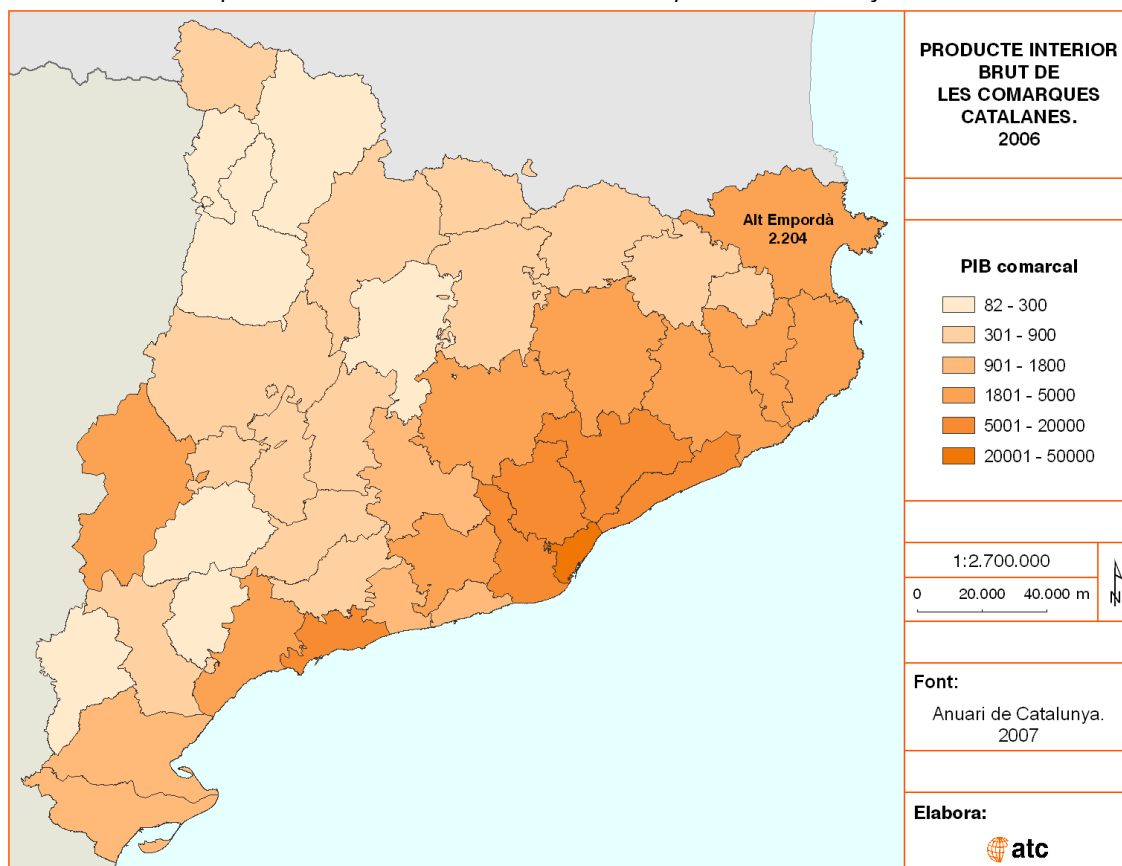 PRODUCTE INTERIOR
BRUT DE
LES COMARQUES
CATALANES.
2006
Alt Empordà
2.204
PIB comarcal
82 - 300
301 - 900
901 - 1800
1801 - 5000
5001 - 20000
20001 - 50000
1:2.700.000
0 20.000 40.000 m
N
Font:
Anuari de Catalunya.
2007
Elabora:
atc